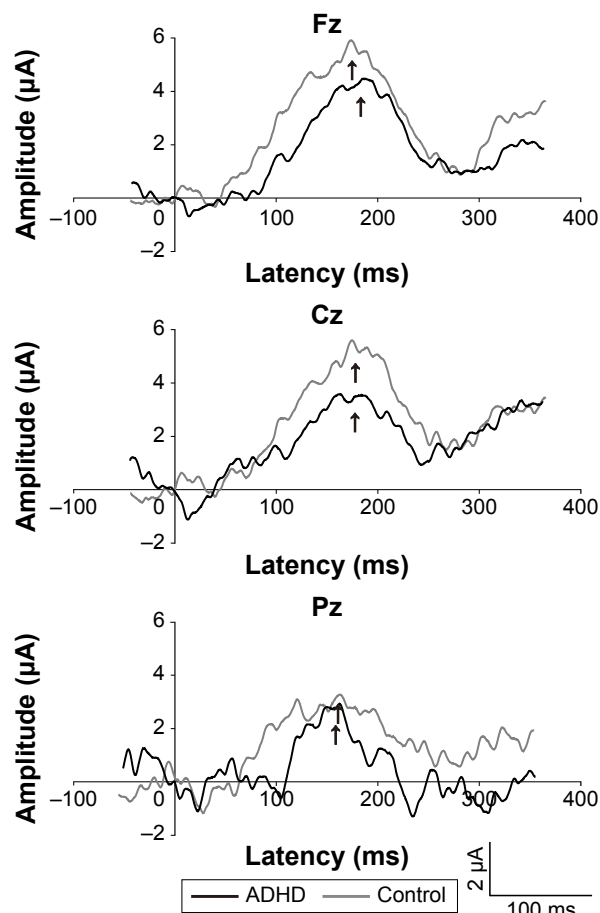 Fz
Amplitude (μA)
6
4
2
0
–2
–100
100
200
300
400
Latency (ms)
Cz
Amplitude (μA)
6
4
2
0
–2
–100
100
200
300
400
Latency (ms)
Pz
Amplitude (μA)
6
4
2
0
–2
–100
100
200
300
400
Latency (ms)
ADHD Control
2 μA
100 ms